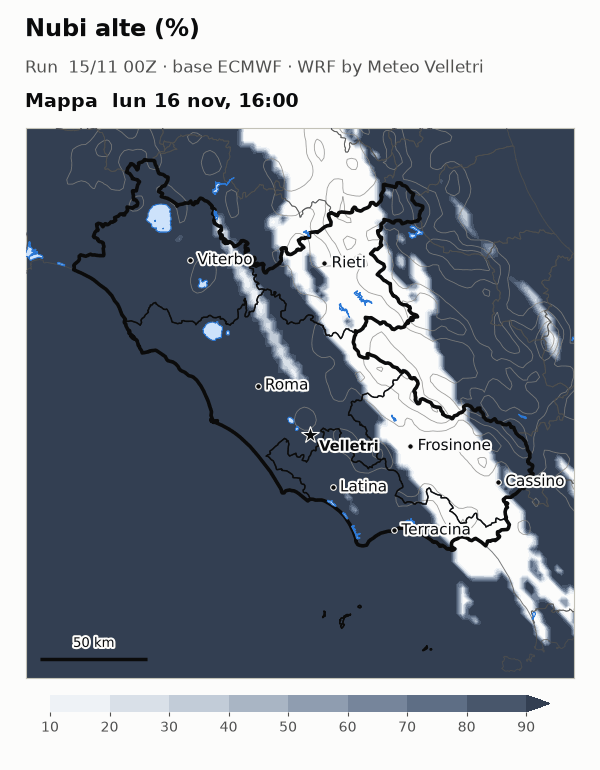 Nubi alte (%)
Run  15/11 00Z · base ECMWF · WRF by Meteo Velletri
Mappa  lun 16 nov, 16:00
Viterbo
Rieti
Roma
Velletri
Frosinone
Latina
Cassino
Terracina
50 km
10 20 30 40 50 60 70 80 90